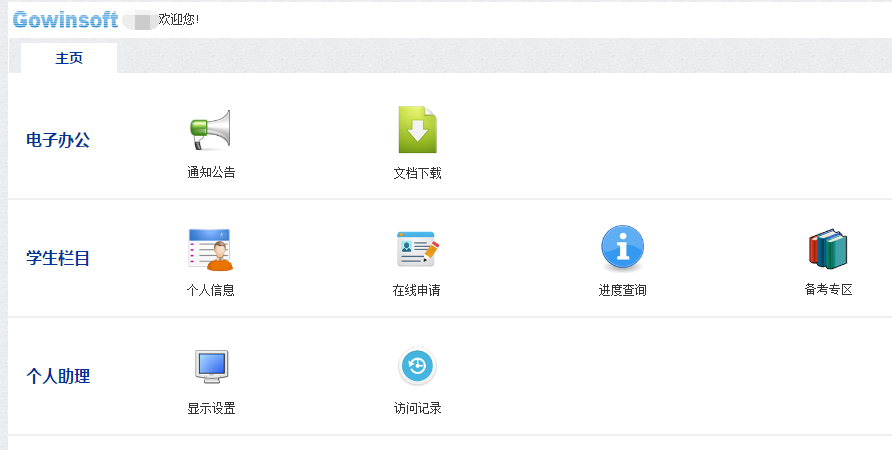 Gowinsoft 欢迎您!
主页
电子办公
通知公告
文档下载
学生栏目
个人信息
在线申请
进度查询
备考专区
个人助理
显示设置
访问记录